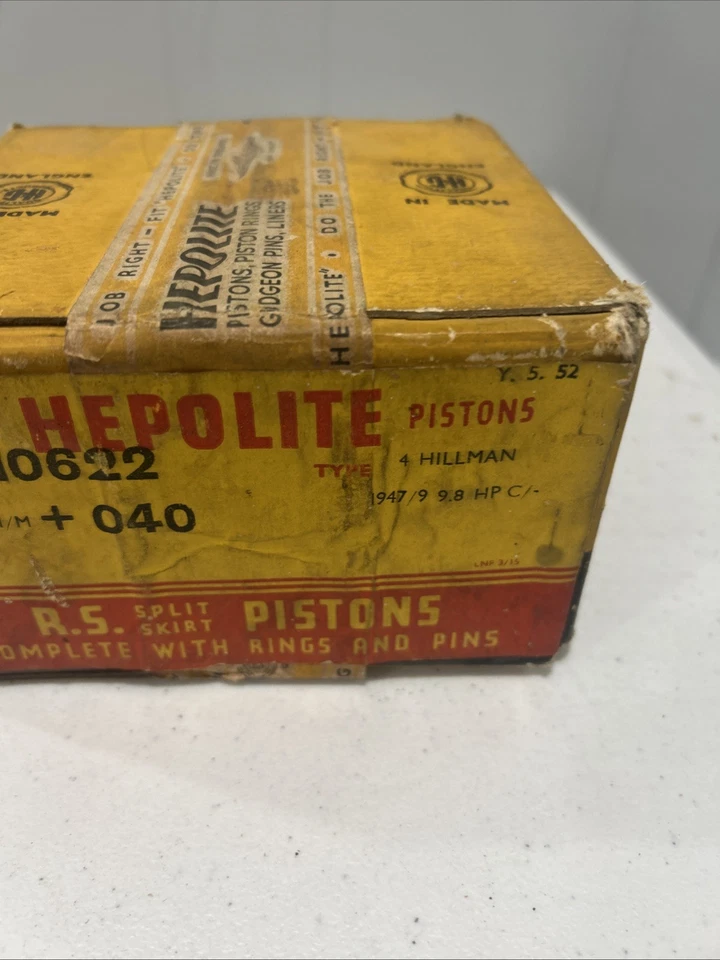 MADE IN
HG
ENGLAND
MADE IN
HG
ENGLAND
JOB RIGHT — FIT "HEPOLITE" •
HEPOLITE
PISTONS, PISTON RINGS
GUDGEON PINS, LINERS
HEPOLITE" • DO THE JOB RIGHT
Y. 5. 52
HEPOLITE PISTONS
10622 TYPE 4 HILLMAN
+ 040 1947/9 9.8 HP C/-
R.S. SPLIT SKIRT PISTONS
OMPLETE WITH RINGS AND PINS